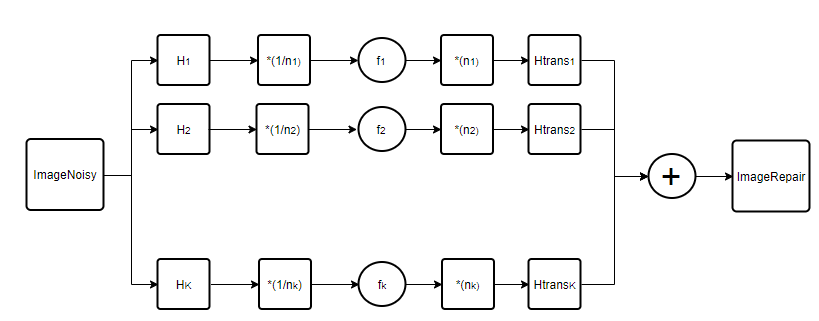 H1 *(1/n1) f1 *(n1) Htrans1
H2 *(1/n2) f2 *(n2) Htrans2
ImageNoisy + ImageRepair
HK *(1/nk) fk *(nk) HtransK